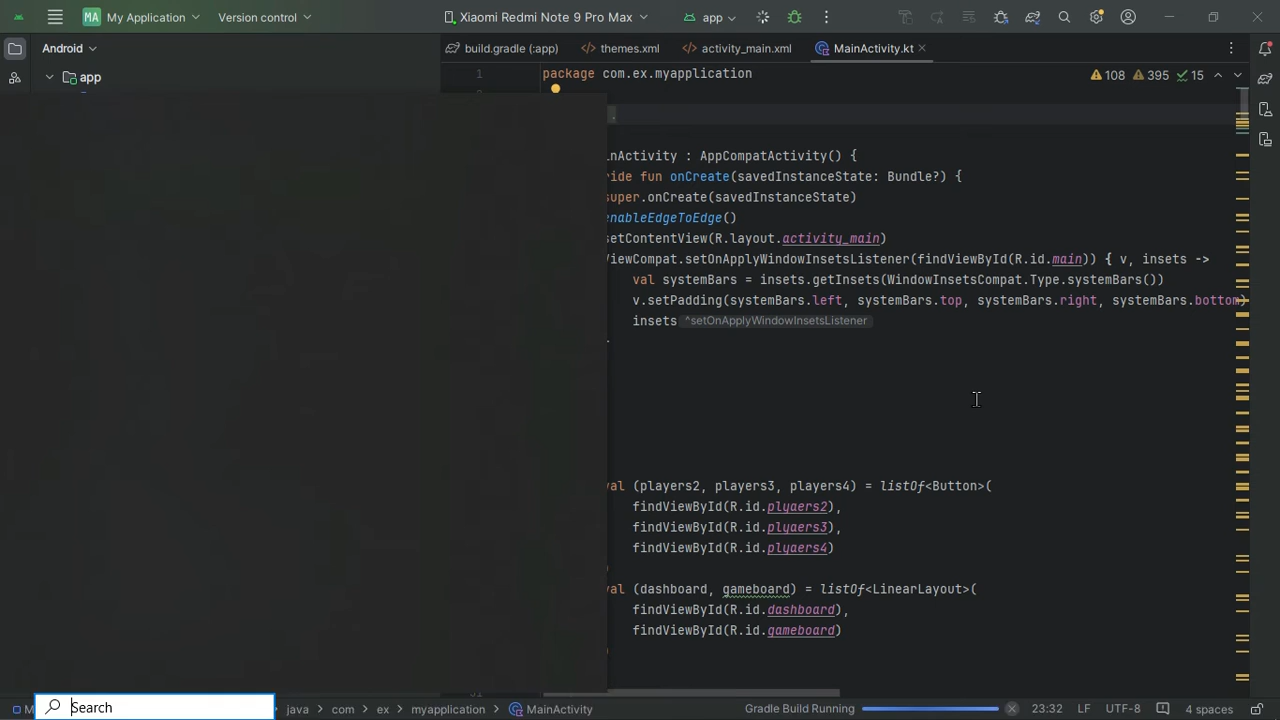 MA My Application Version control Xiaomi Redmi Note 9 Pro Max app
Android build.gradle (:app) themes.xml activity_main.xml MainActivity.kt
app 1 package com.ex.myapplication 108 395 15
.
inActivity : AppCompatActivity() {
ride fun onCreate(savedInstanceState: Bundle?) {
super.onCreate(savedInstanceState)
enableEdgeToEdge()
setContentView(R.layout.activity_main)
ViewCompat.setOnApplyWindowInsetsListener(findViewById(R.id.main)) { v, insets ->
val systemBars = insets.getInsets(WindowInsetCompat.Type.systemBars())
v.setPadding(systemBars.left, systemBars.top, systemBars.right, systemBars.bottom)
insets ^setOnApplyWindowInsetsListener
val (players2, players3, players4) = listOf<Button>(
findViewById(R.id.plyaers2),
findViewById(R.id.plyaers3),
findViewById(R.id.plyaers4)
)
val (dashboard, gameboard) = listOf<LinearLayout>(
findViewById(R.id.dashboard),
findViewById(R.id.gameboard)
)
M Search java com ex myapplication MainActivity Gradle Build Running 23:32 LF UTF-8 4 spaces